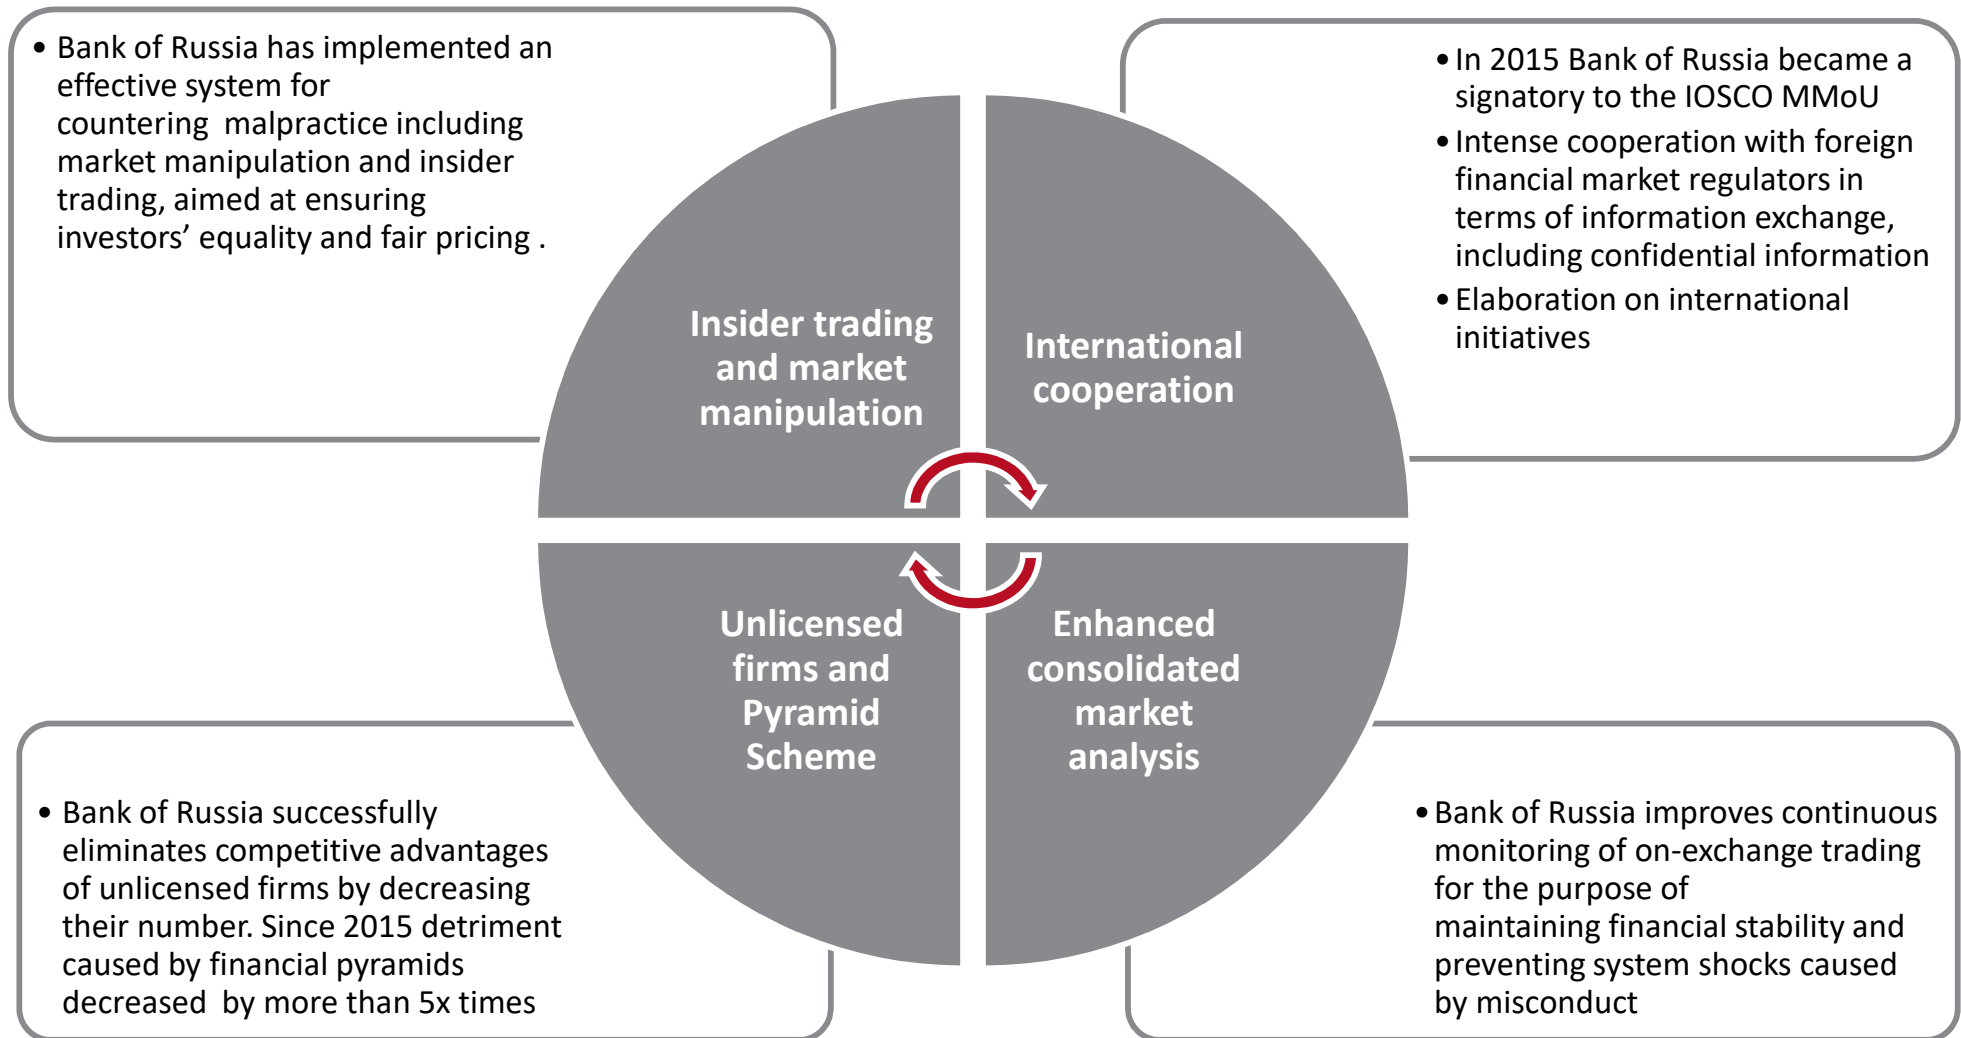 • Bank of Russia has implemented an
effective system for
countering  malpractice including
market manipulation and insider
trading, aimed at ensuring
investors’ equality and fair pricing .
• In 2015 Bank of Russia became a
signatory to the IOSCO MMoU
• Intense cooperation with foreign
financial market regulators in
terms of information exchange,
including confidential information
• Elaboration on international
initiatives
Insider trading
and market
manipulation
International
cooperation
Unlicensed
firms and
Pyramid
Scheme
Enhanced
consolidated
market
analysis
• Bank of Russia successfully
eliminates competitive advantages
of unlicensed firms by decreasing
their number. Since 2015 detriment
caused by financial pyramids
decreased  by more than 5x times
• Bank of Russia improves continuous
monitoring of on-exchange trading
for the purpose of
maintaining financial stability and
preventing system shocks caused
by misconduct